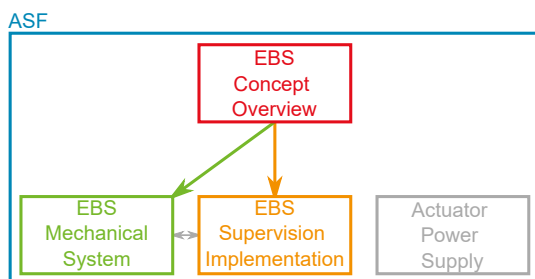 ASF
EBS
Concept
Overview
EBS
Mechanical
System
EBS
Supervision
Implementation
Actuator
Power
Supply